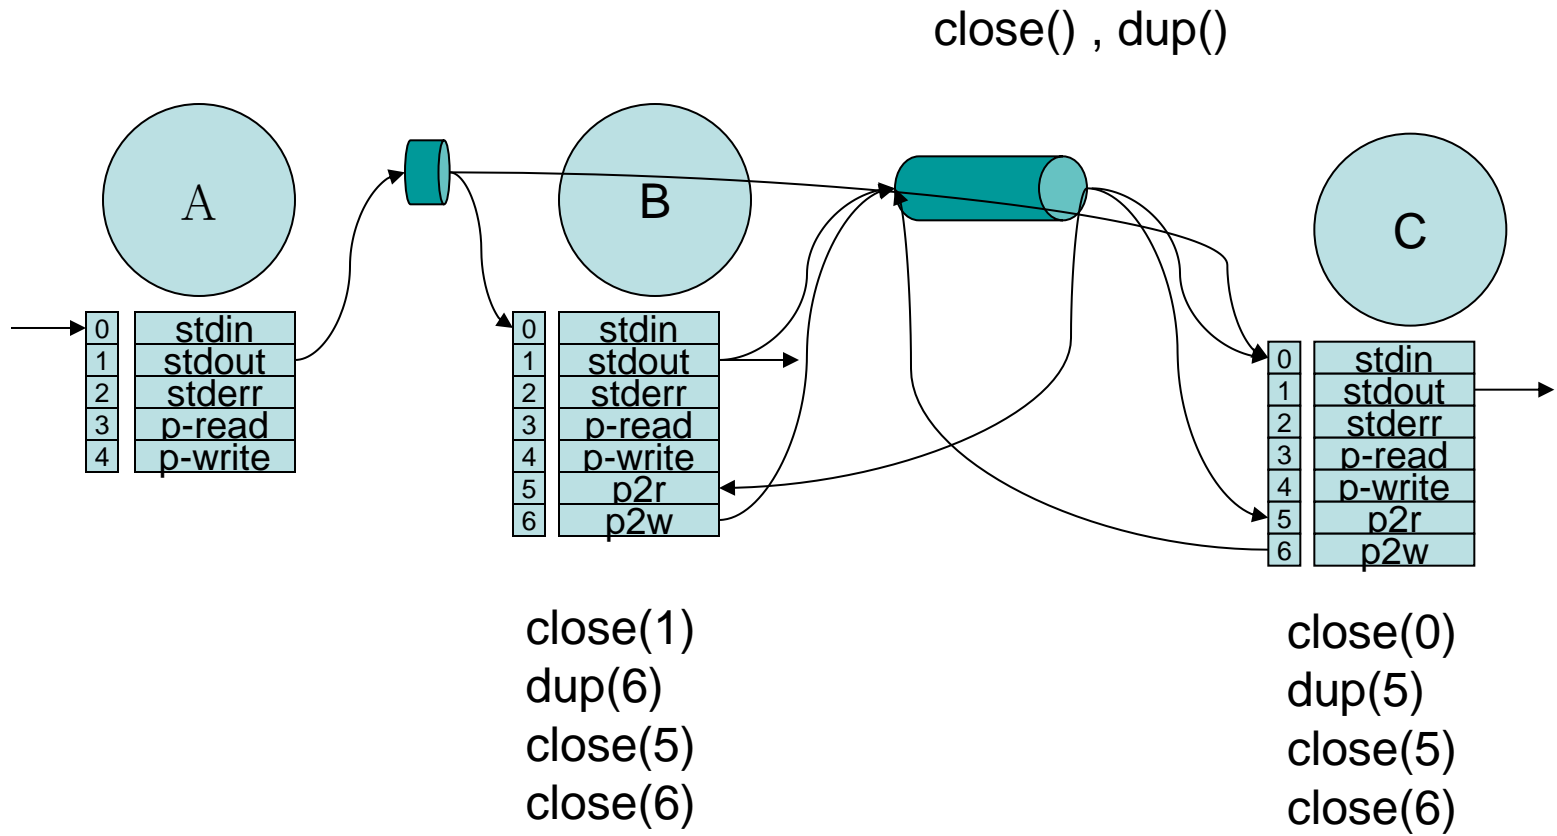 close() , dup()
A
B
C
0 stdin
1 stdout
2 stderr
3 p-read
4 p-write
0 stdin
1 stdout
2 stderr
3 p-read
4 p-write
5 p2r
6 p2w
0 stdin
1 stdout
2 stderr
3 p-read
4 p-write
5 p2r
6 p2w
close(1)
dup(6)
close(5)
close(6)
close(0)
dup(5)
close(5)
close(6)